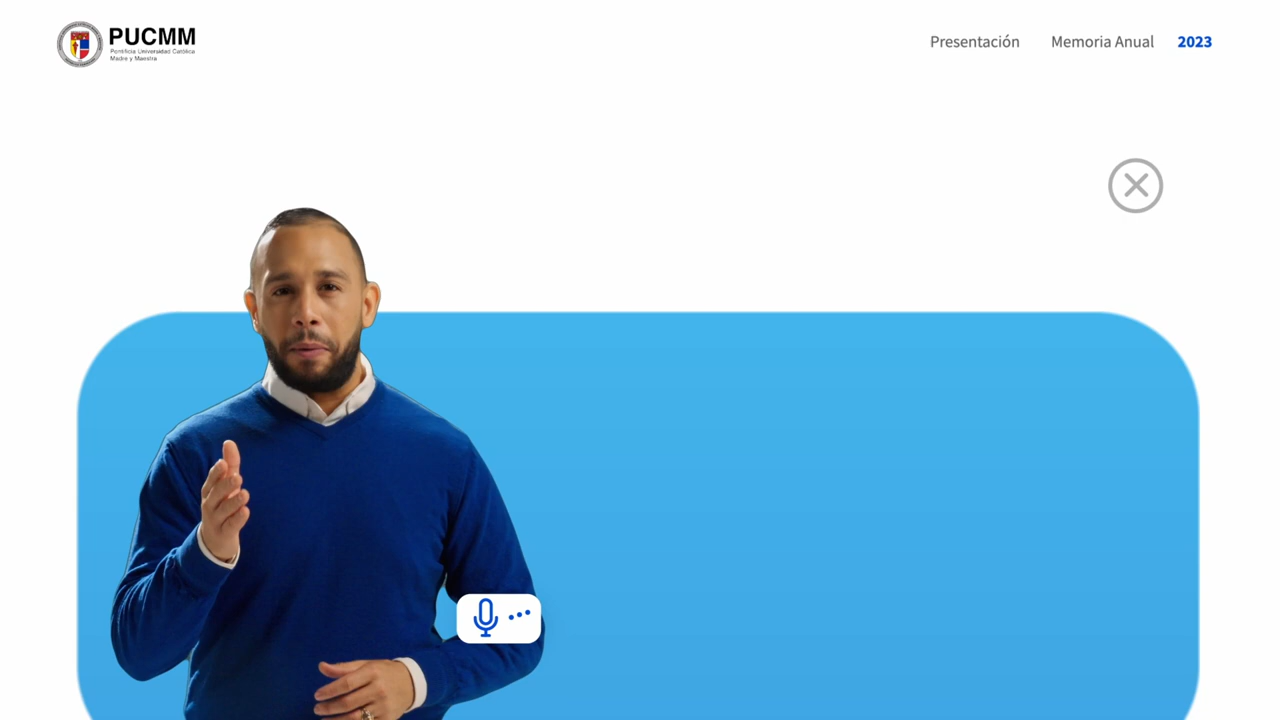 PUCMM
Pontificia Universidad Católica
Madre y Maestra
Presentación Memoria Anual 2023